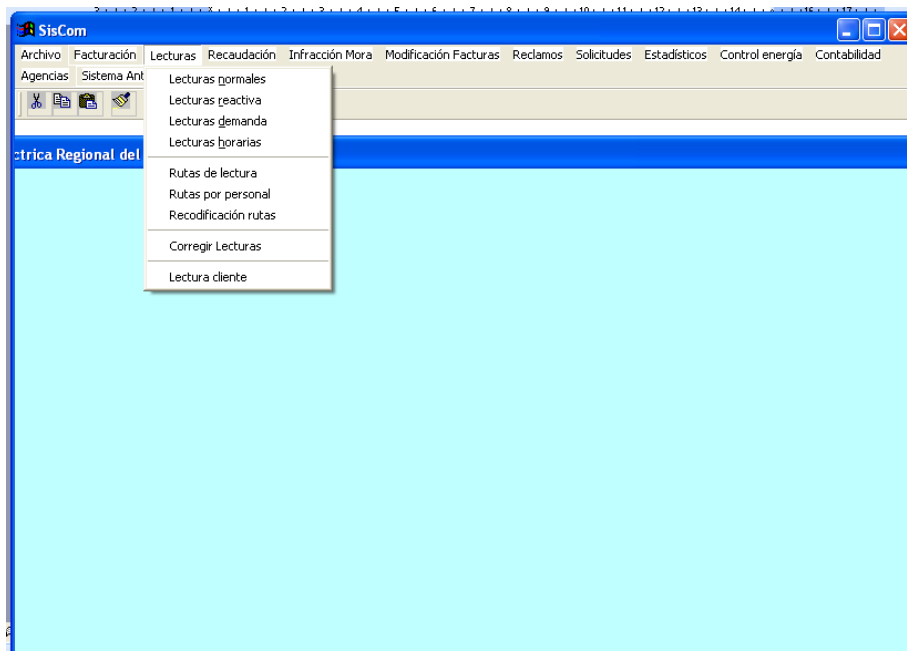 SisCom
Archivo Facturación Lecturas Recaudación Infracción Mora Modificación Facturas Reclamos Solicitudes Estadísticos Control energía Contabilidad
Agencias Sistema Ant
ctrica Regional del
Lecturas normales
Lecturas reactiva
Lecturas demanda
Lecturas horarias
Rutas de lectura
Rutas por personal
Recodificación rutas
Corregir Lecturas
Lectura cliente